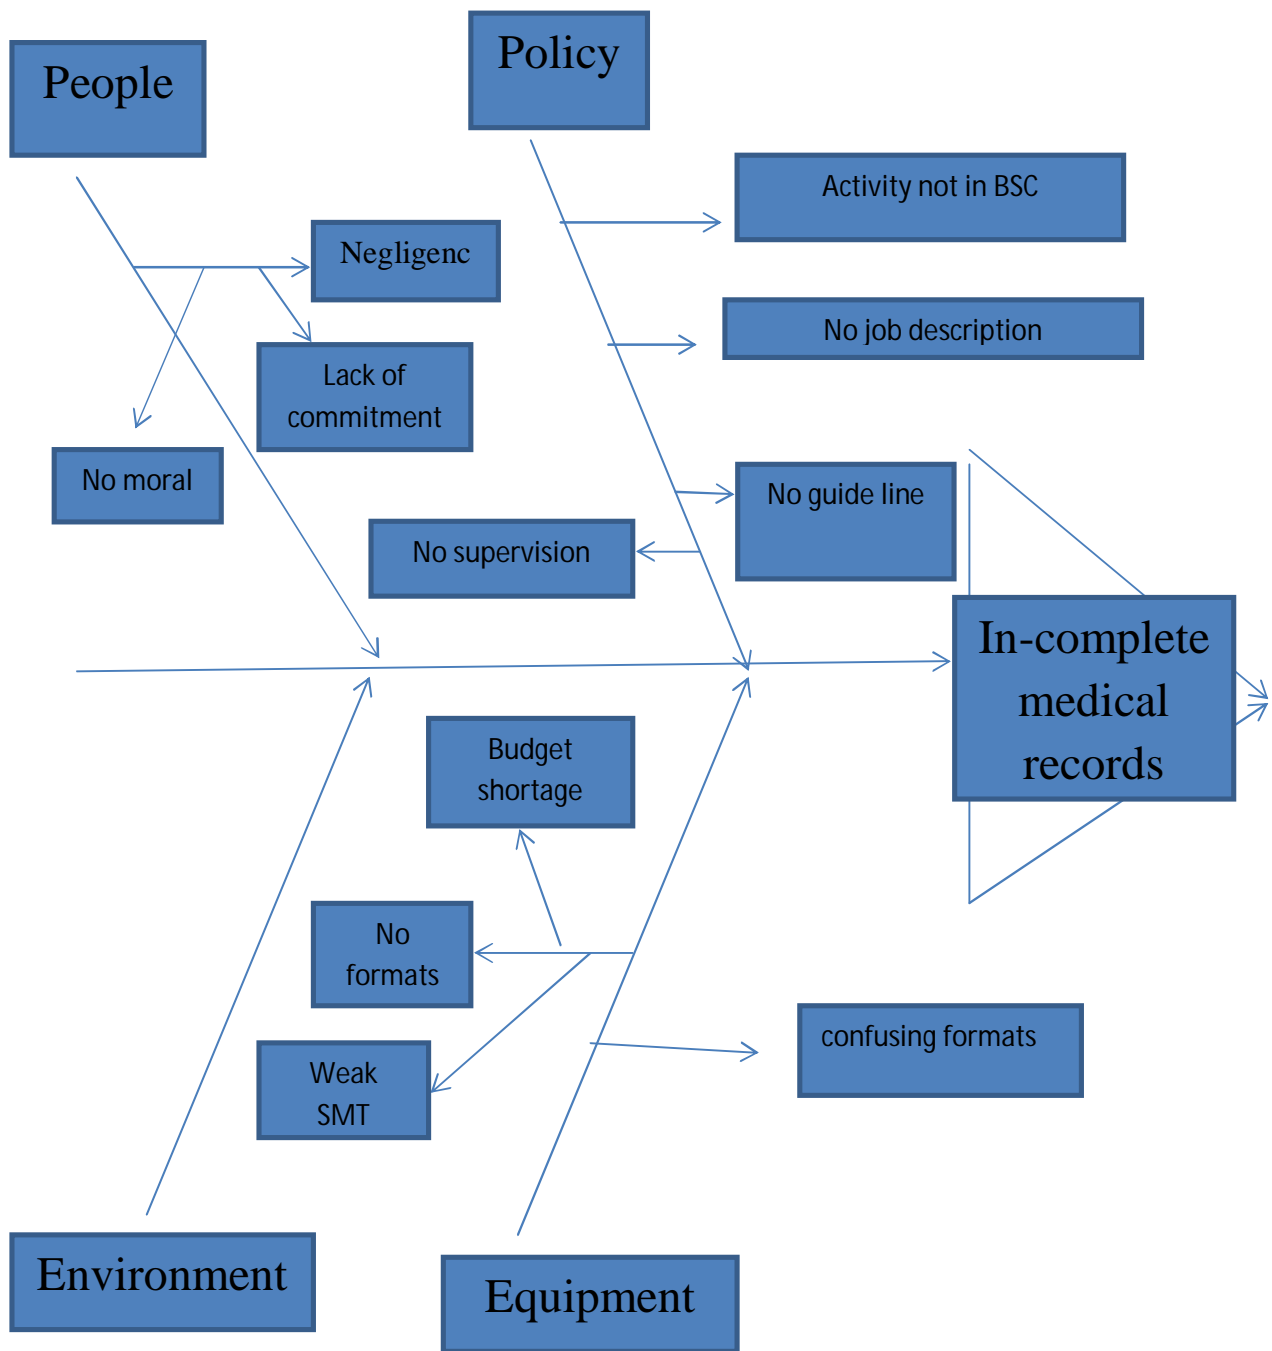 People
Policy
Activity not in BSC
Negligenc
No job description
Lack of
commitment
No moral
No guide line
No supervision
In-complete
medical
records
Budget
shortage
No
formats
confusing formats
Weak
SMT
Environment
Equipment